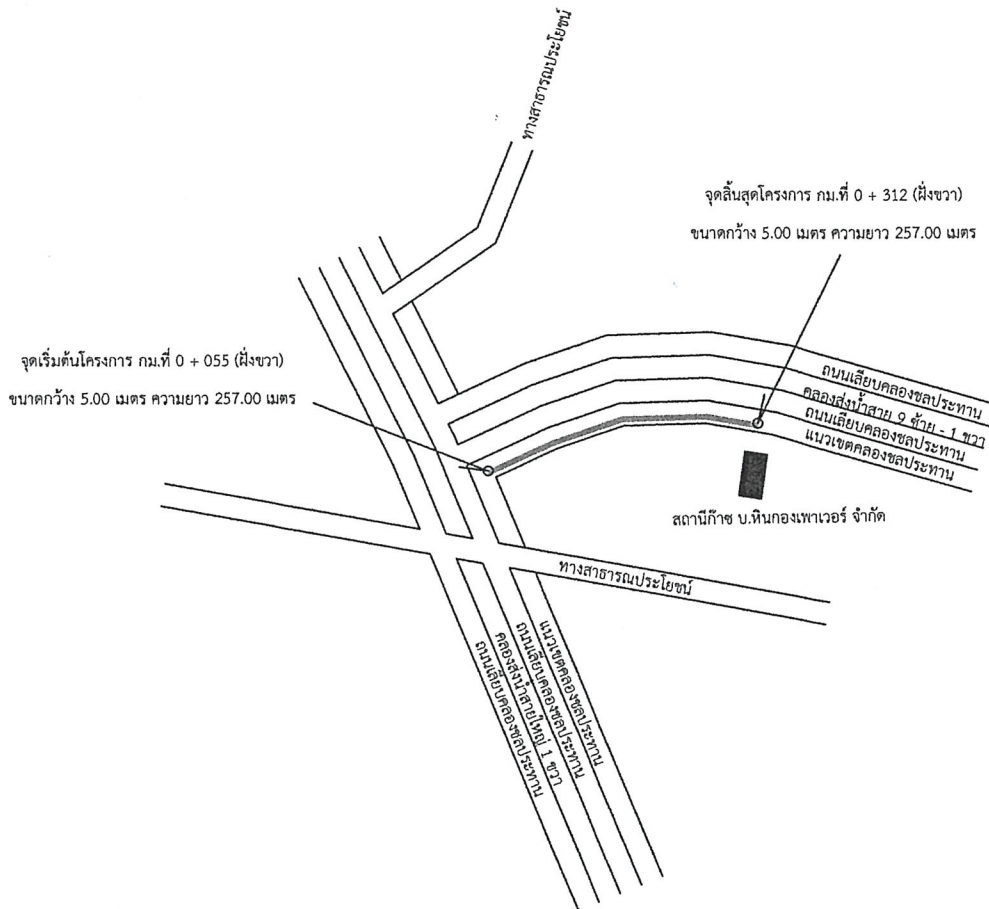 ทางสาธารณประโยชน์
จุดสิ้นสุดโครงการ กม.ที่ 0 + 312 (ฝั่งขวา)
ขนาดกว้าง 5.00 เมตร ความยาว 257.00 เมตร
จุดเริ่มต้นโครงการ กม.ที่ 0 + 055 (ฝั่งขวา)
ขนาดกว้าง 5.00 เมตร ความยาว 257.00 เมตร
ถนนเลียบคลองชลประทาน
คลองส่งน้ำสาย 9 ซ้าย - 1 ขวา
ถนนเลียบคลองชลประทาน
แนวเขตคลองชลประทาน
สถานีก๊าซ บ.หินกองเพาเวอร์ จำกัด
ทางสาธารณประโยชน์
แนวเขตคลองชลประทาน
ถนนเลียบคลองชลประทาน
คลองส่งน้ำสายใหญ่ 1 ขวา
ถนนเลียบคลองชลประทาน